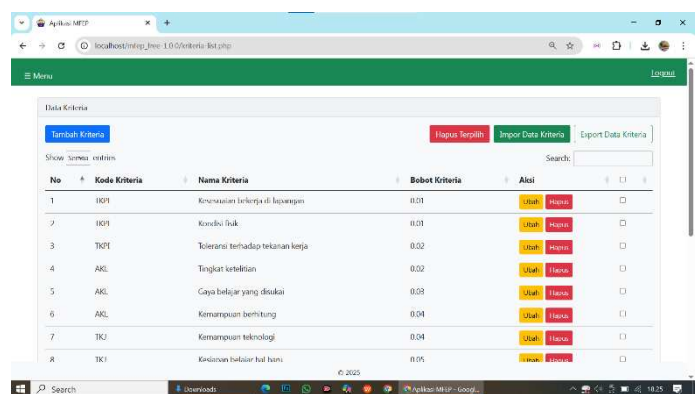 Aplikasi MFEP
localhost/mfep_free-1.0.0/kriteria-list.php
☰ Menu
Logout
Data Kriteria
Tambah Kriteria
Hapus Terpilih
Impor Data Kriteria
Export Data Kriteria
Show Semua entries
Search:
No Kode Kriteria Nama Kriteria Bobot Kriteria Aksi
1 TKPI Kesesuaian bekerja di lapangan 0.01 Ubah Hapus
2 TKPI Kondisi fisik 0.01 Ubah Hapus
3 TKPI Toleransi terhadap tekanan kerja 0.02 Ubah Hapus
4 AKL Tingkat ketelitian 0.02 Ubah Hapus
5 AKL Gaya belajar yang disukai 0.03 Ubah Hapus
6 AKL Kemampuan berhitung 0.04 Ubah Hapus
7 TKJ Kemampuan teknologi 0.04 Ubah Hapus
8 TKJ Kesiapan belajar hal baru 0.05 Ubah Hapus
© 2025
Search
Downloads
Aplikasi MFEP - Googl...
18.25